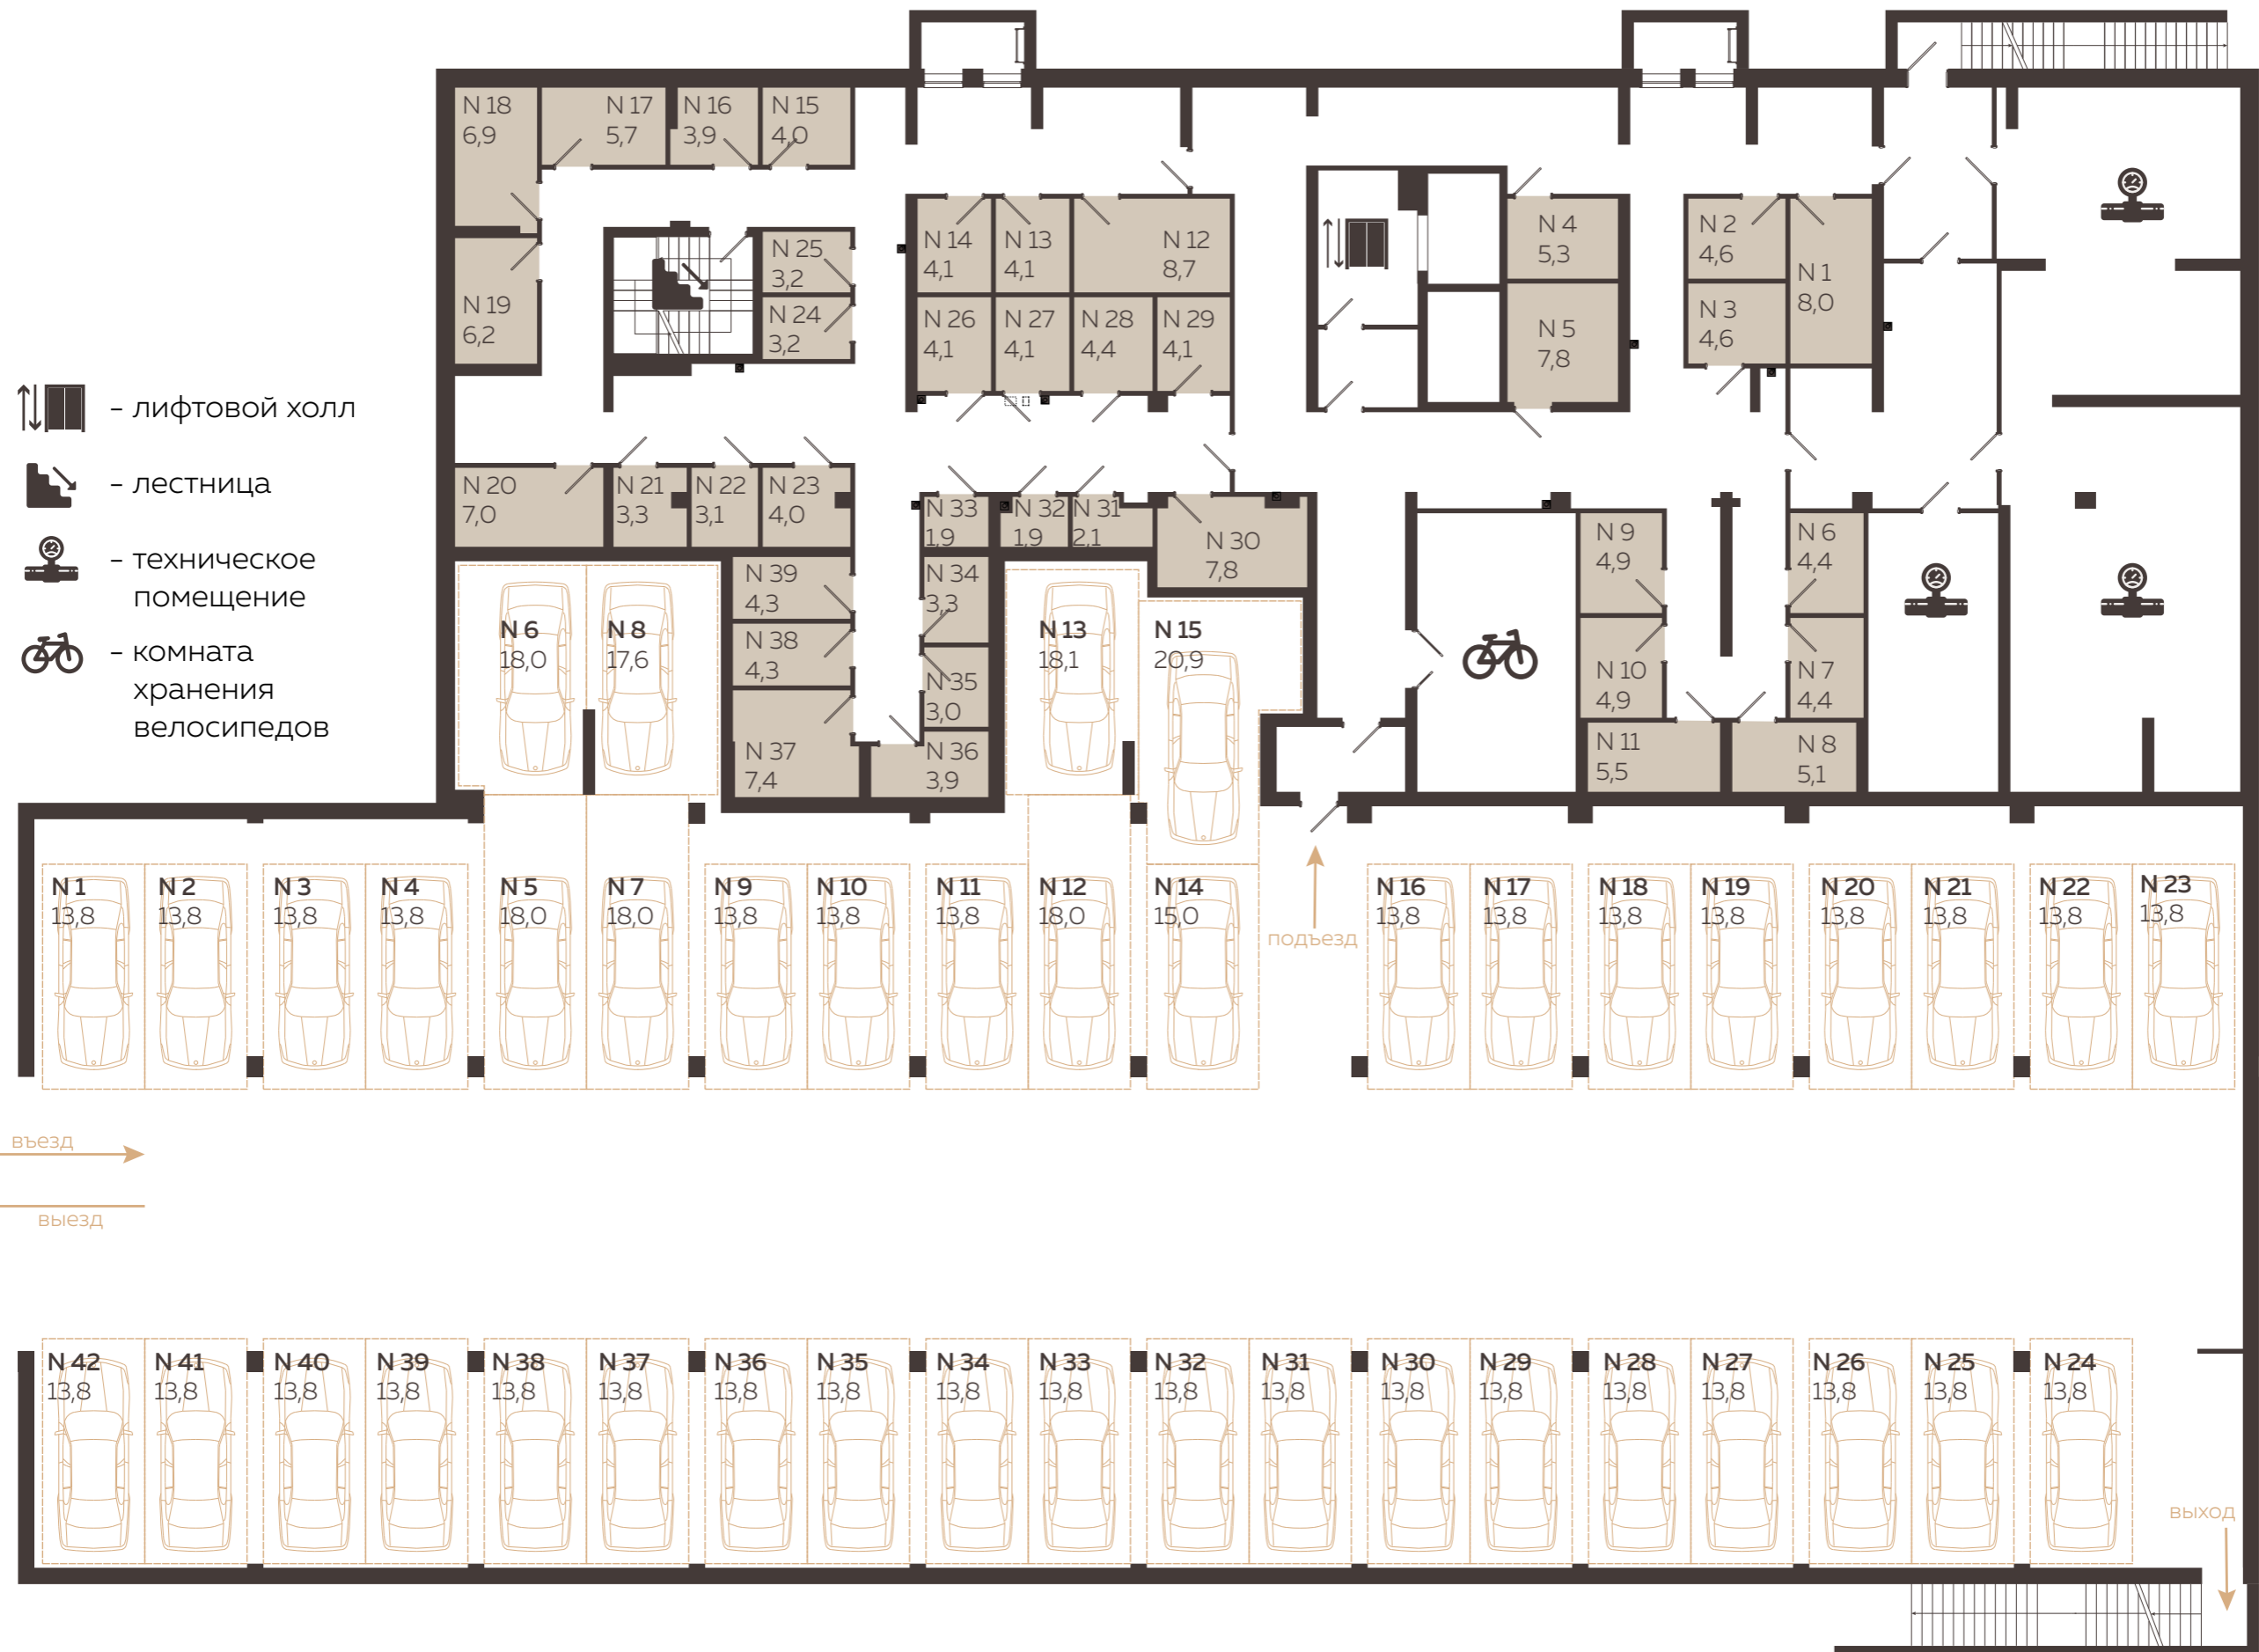 N 18
6,9
N 17
5,7
N 16
3,9
N 15
4,0
N 25
3,2
N 24
3,2
N 19
6,2
N 14
4,1
N 13
4,1
N 12
8,7
N 26
4,1
N 27
4,1
N 28
4,4
N 29
4,1
N 4
5,3
N 5
7,8
N 2
4,6
N 3
4,6
N 1
8,0
- лифтовой холл
- лестница
- техническое
помещение
- комната
хранения
велосипедов
N 20
7,0
N 21
3,3
N 22
3,1
N 23
4,0
N 33
1,9
N 32
1,9
N 31
2,1
N 30
7,8
N 39
4,3
N 38
4,3
N 37
7,4
N 34
3,3
N 35
3,0
N 36
3,9
N 9
4,9
N 10
4,9
N 11
5,5
N 6
4,4
N 7
4,4
N 8
5,1
N 6
18,0
N 8
17,6
N 13
18,1
N 15
20,9
N 1
13,8
N 2
13,8
N 3
13,8
N 4
13,8
N 5
18,0
N 7
18,0
N 9
13,8
N 10
13,8
N 11
13,8
N 12
18,0
N 14
15,0
подъезд
N 16
13,8
N 17
13,8
N 18
13,8
N 19
13,8
N 20
13,8
N 21
13,8
N 22
13,8
N 23
13,8
въезд
выезд
N 42
13,8
N 41
13,8
N 40
13,8
N 39
13,8
N 38
13,8
N 37
13,8
N 36
13,8
N 35
13,8
N 34
13,8
N 33
13,8
N 32
13,8
N 31
13,8
N 30
13,8
N 29
13,8
N 28
13,8
N 27
13,8
N 26
13,8
N 25
13,8
N 24
13,8
выход